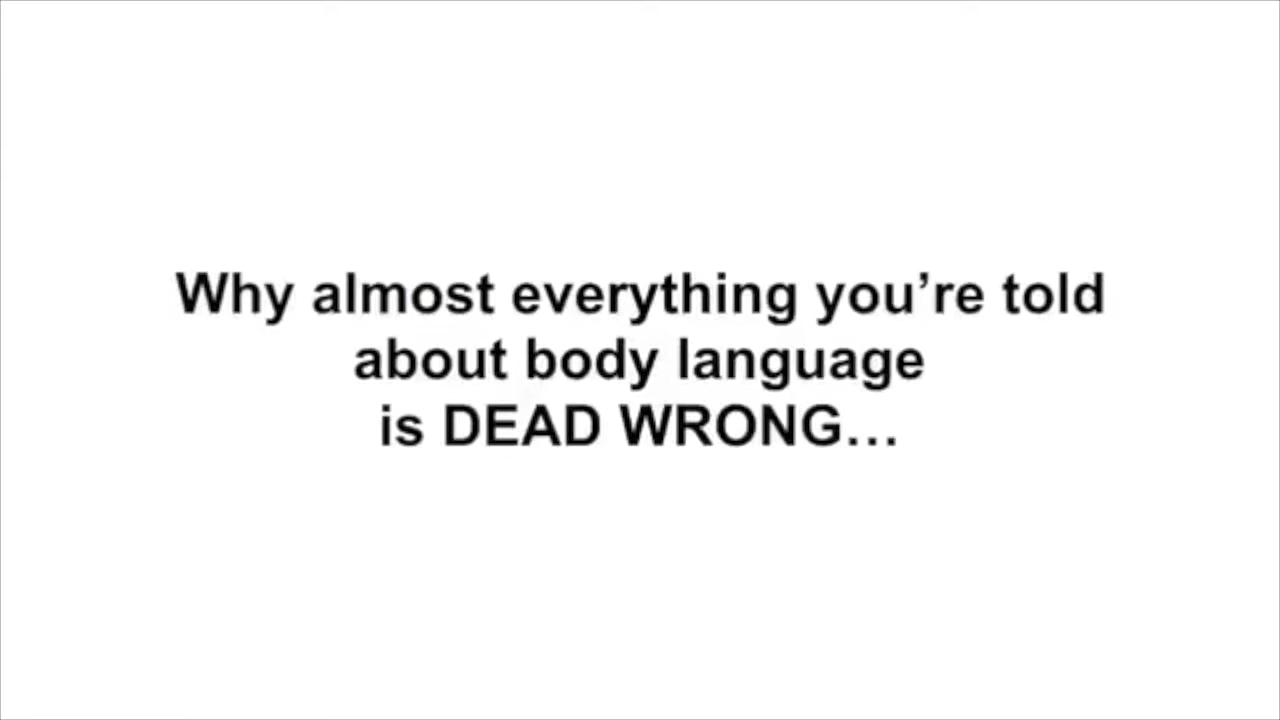 Why almost everything you’re told
about body language
is DEAD WRONG…